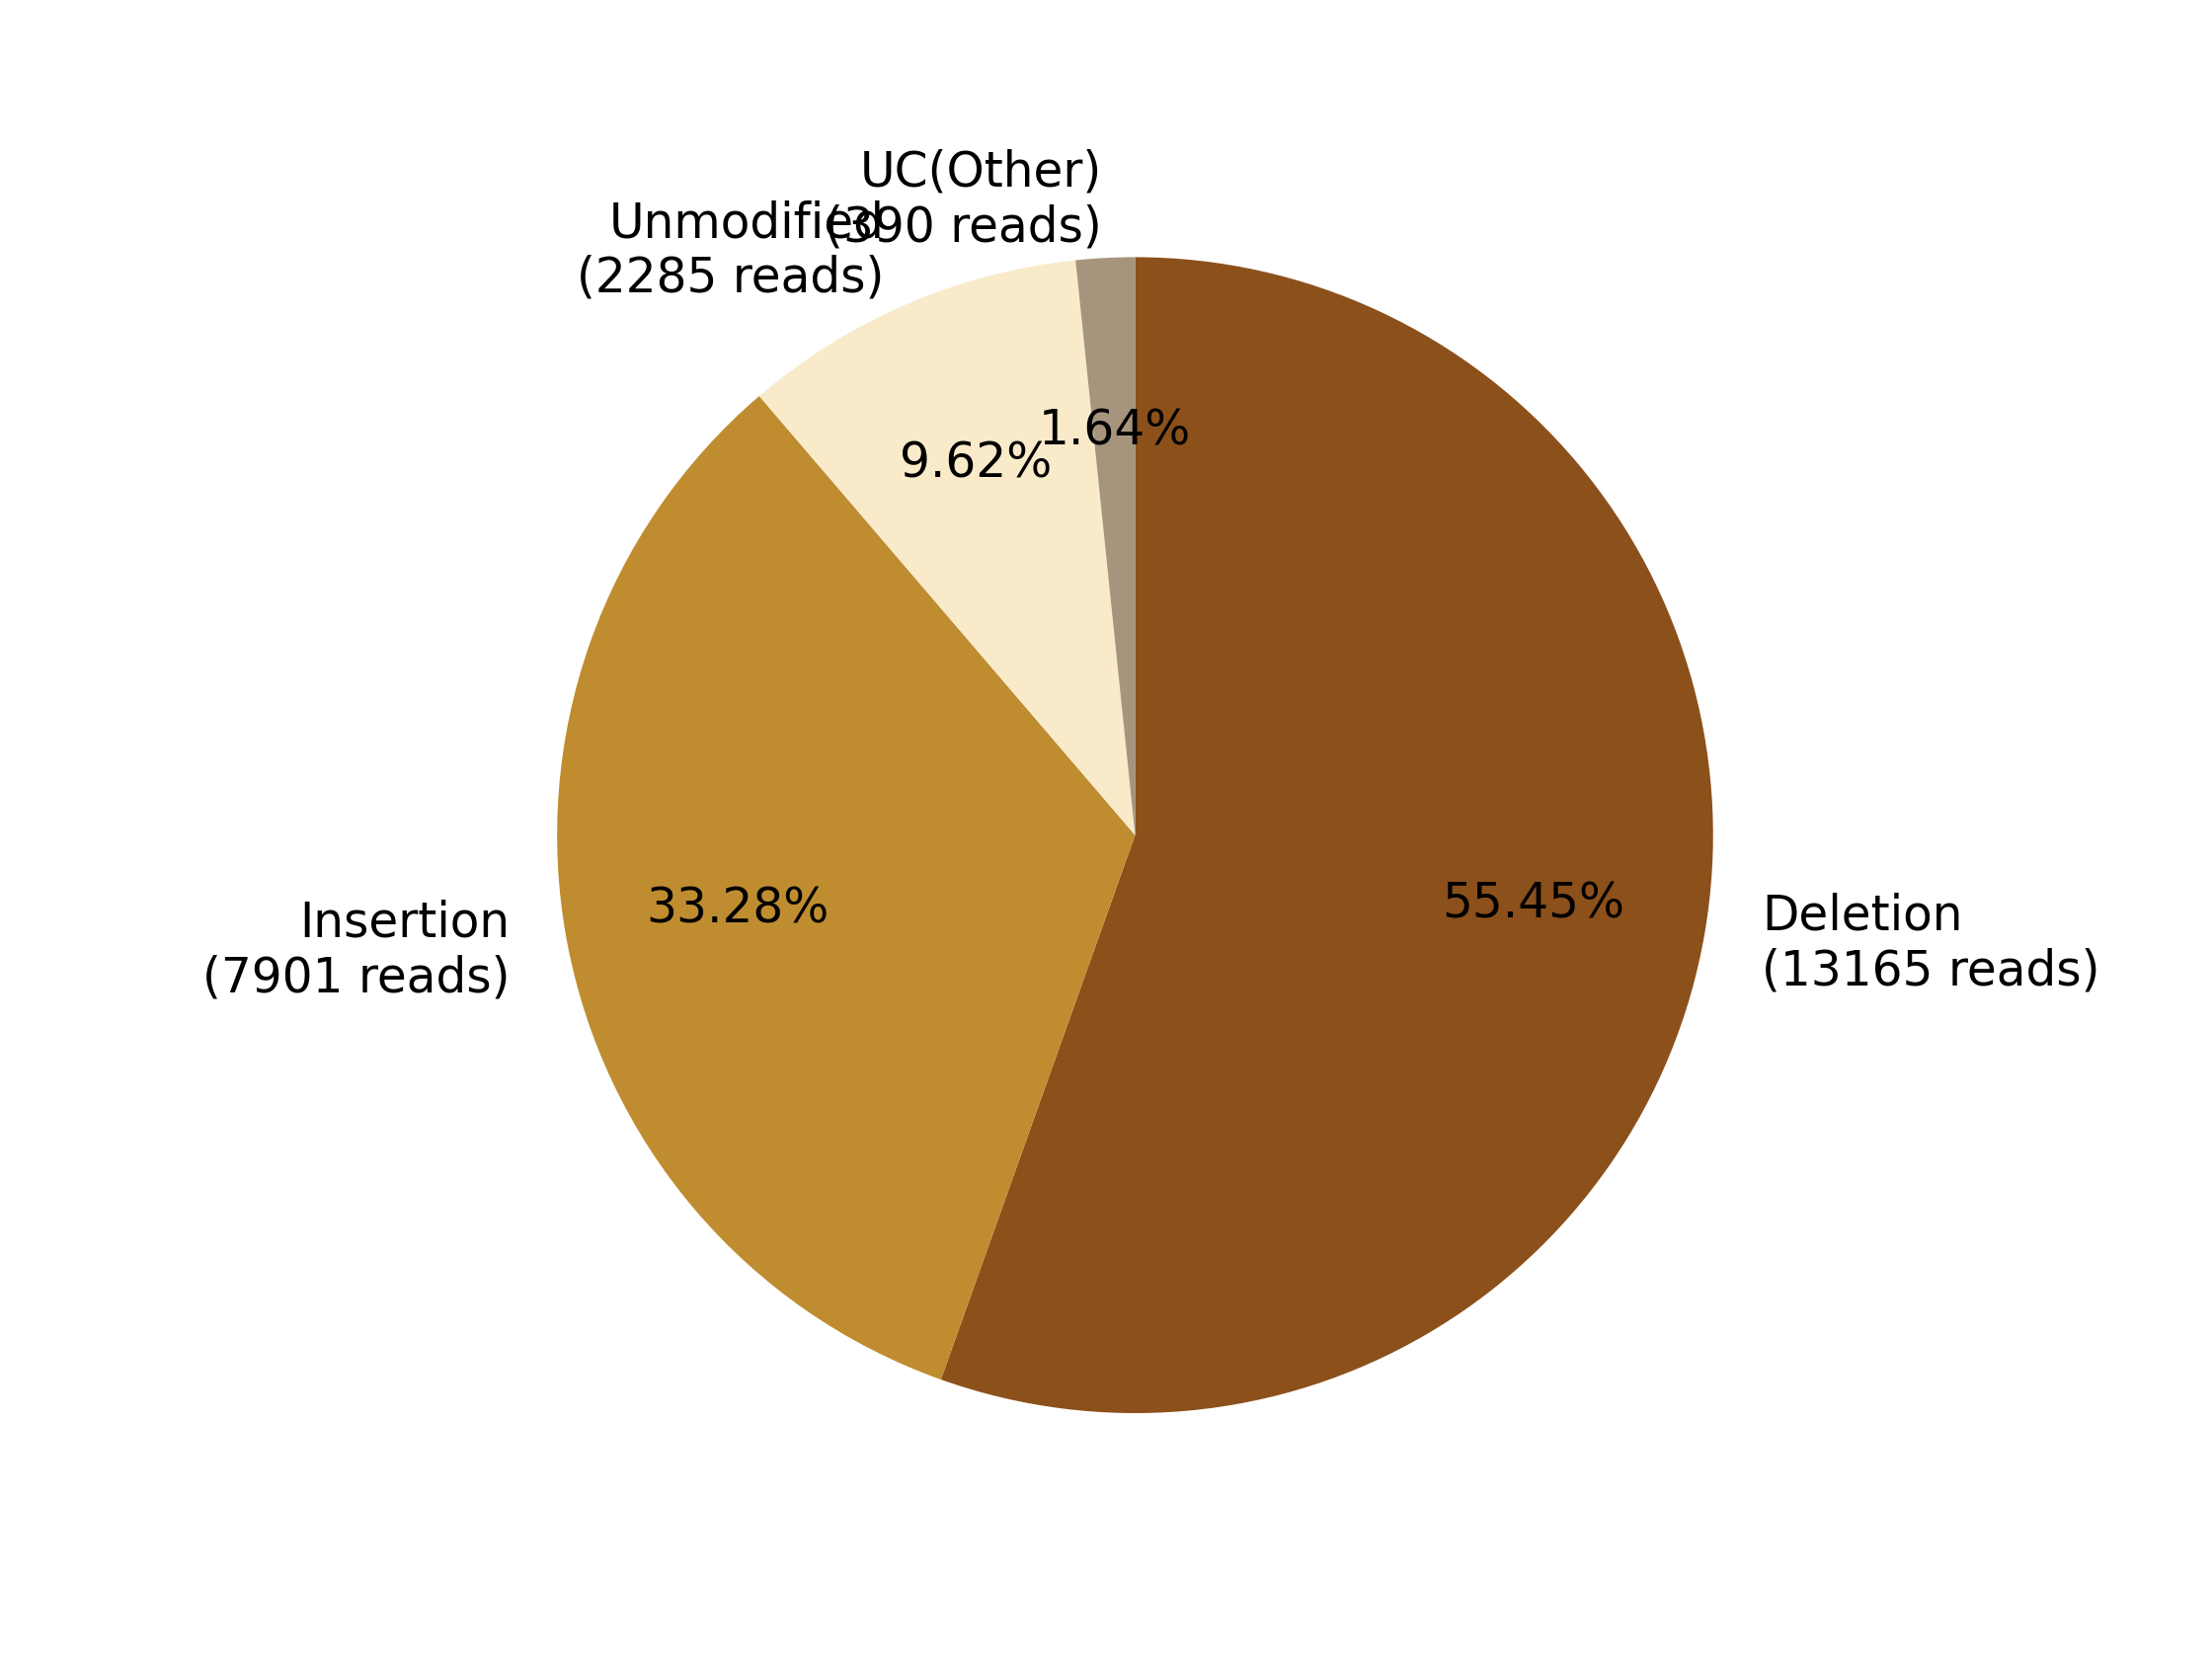 UC(Other)
(390 reads)
Unmodified
(2285 reads)
1.64%
9.62%
33.28%
55.45%
Insertion
(7901 reads)
Deletion
(13165 reads)